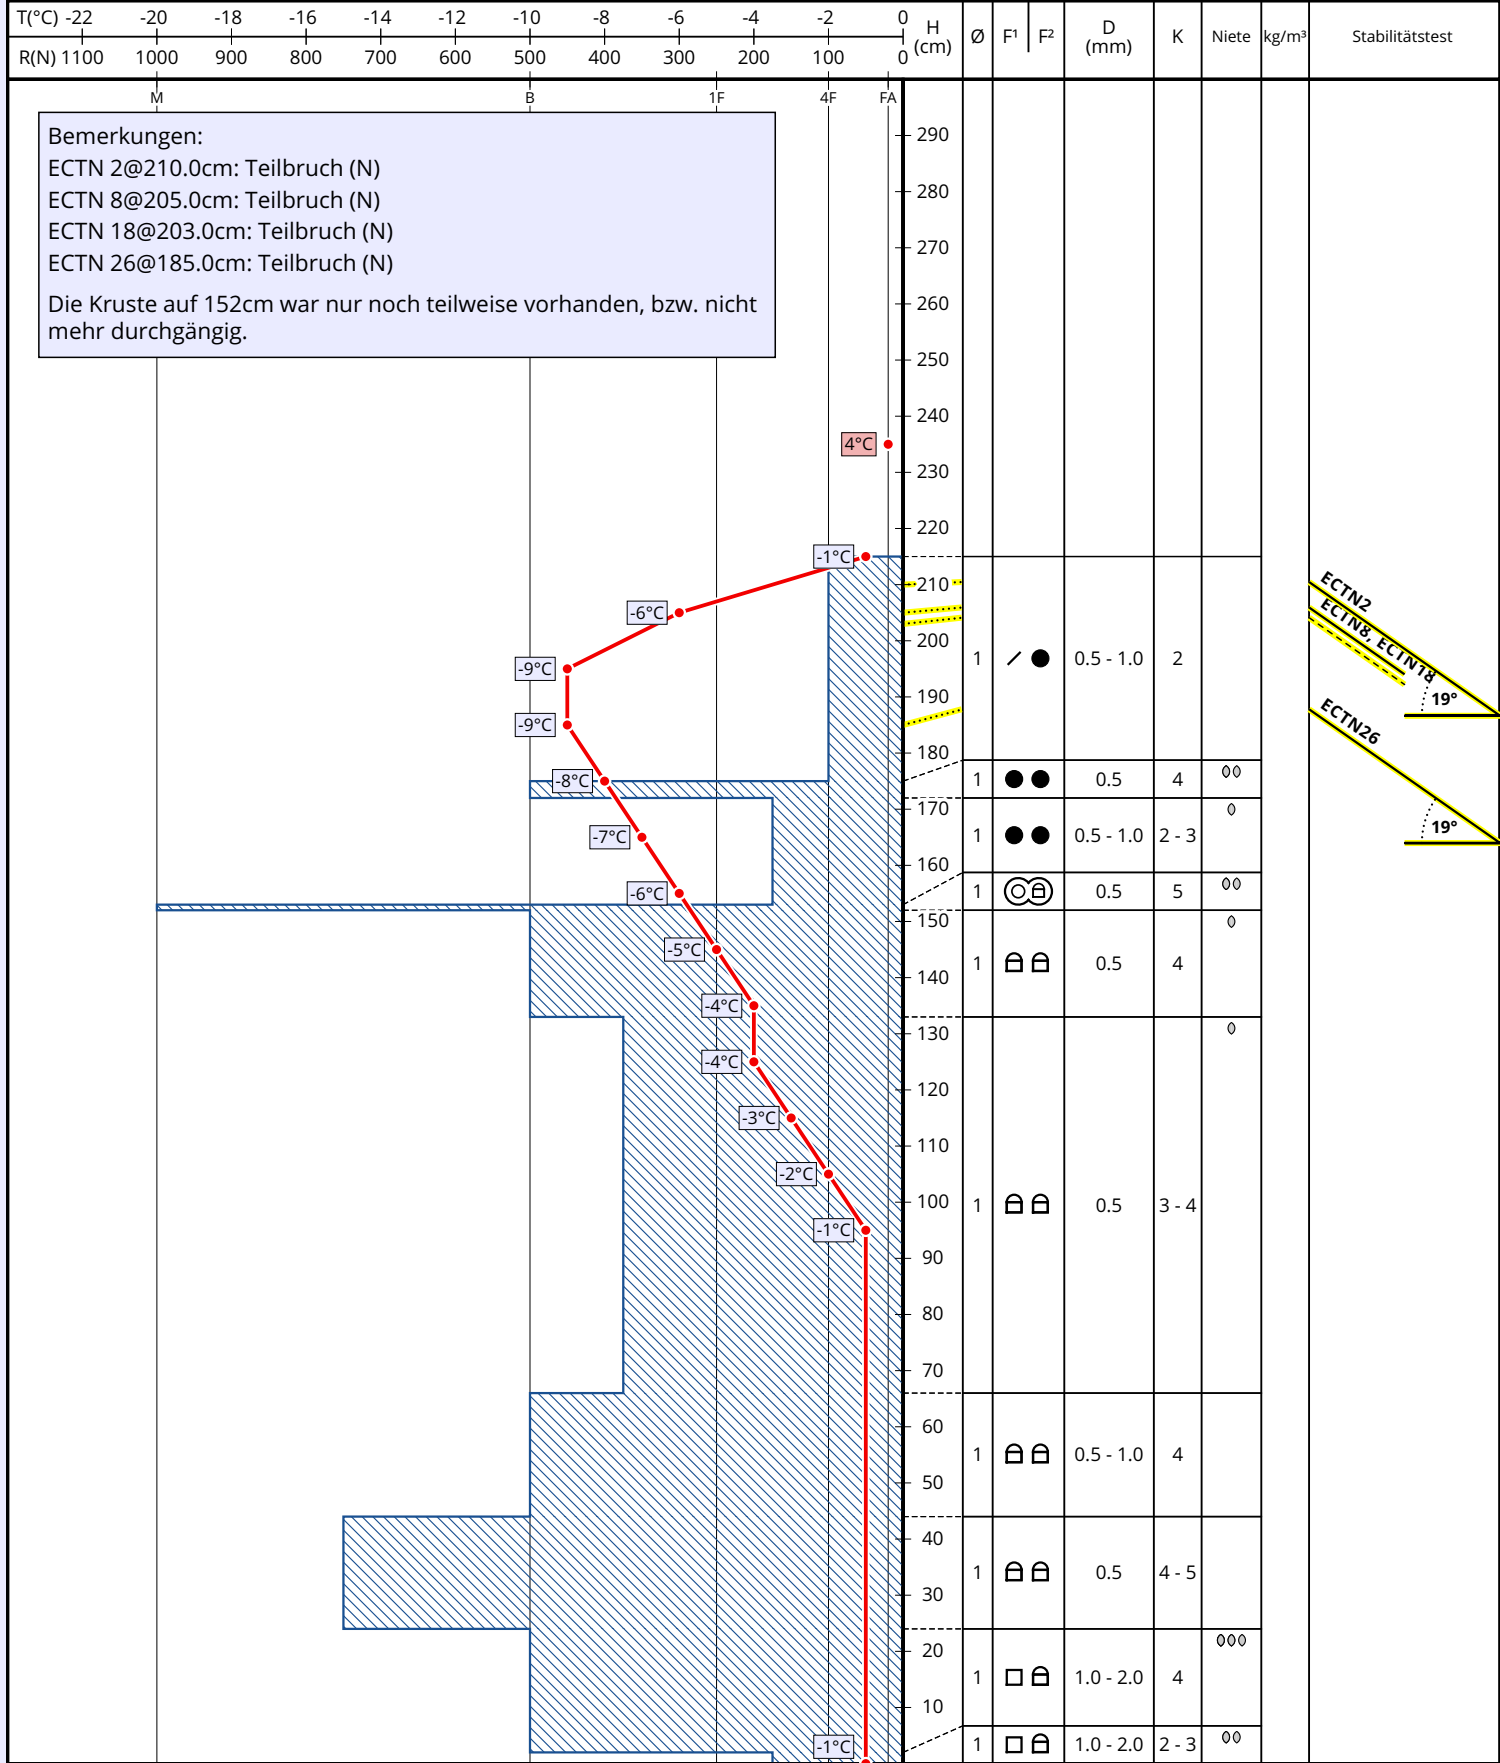 T(°C) -22 -20 -18 -16 -14 -12 -10 -8 -6 -4 -2 0
R(N) 1100 1000 900 800 700 600 500 400 300 200 100 0
H (cm) Ø F¹ F² D (mm) K Niete kg/m³ Stabilitätstest
M B 1F 4F FA
Bemerkungen:
ECTN 2@210.0cm: Teilbruch (N)
ECTN 8@205.0cm: Teilbruch (N)
ECTN 18@203.0cm: Teilbruch (N)
ECTN 26@185.0cm: Teilbruch (N)
Die Kruste auf 152cm war nur noch teilweise vorhanden, bzw. nicht
mehr durchgängig.
290
280
270
260
250
240
4°C
230
220
-1°C
210 ECTN2
-6°C ECTN8, ECTN18
200
1 0.5 - 1.0 2
-9°C
190 19°
-9°C ECTN26
180
-8°C 1 0.5 4
170
-7°C 1 0.5 - 1.0 2 - 3 19°
160
-6°C 1 0.5 5
150
-5°C 1 0.5 4
140
-4°C
130
-4°C
120
-3°C
110
-2°C
100 1 0.5 3 - 4
-1°C
90
80
70
60
1 0.5 - 1.0 4
50
40
1 0.5 4 - 5
30
20
1 1.0 - 2.0 4
10
-1°C 1 1.0 - 2.0 2 - 3